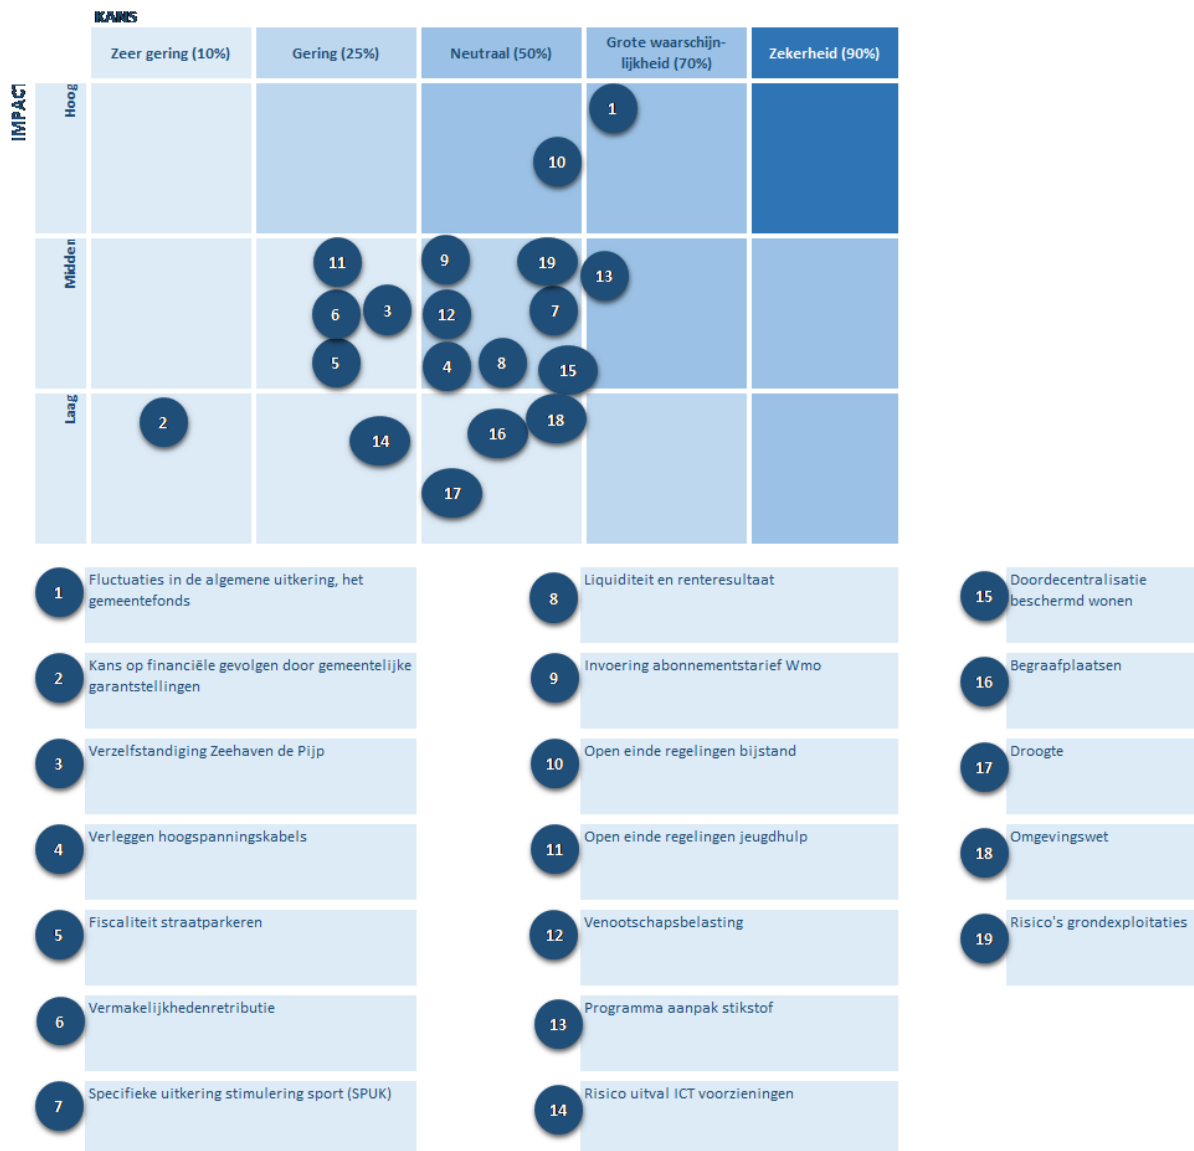 KANS
Zeer gering (10%)
Gering (25%)
Neutraal (50%)
Grote waarschijn-
lijkheid (70%)
Zekerheid (90%)
IMPACT
Hoog
1
10
Midden
11
9
19
13
6
3
12
7
5
4
8
15
Laag
2
14
16
18
17
1
Fluctuaties in de algemene uitkering, het
gemeentefonds
2
Kans op financiële gevolgen door gemeentelijke
garantstellingen
3
Verzelfstandiging Zeehaven de Pijp
4
Verleggen hoogspanningskabels
5
Fiscaliteit straatparkeren
6
Vermakelijkhedenretributie
7
Specifieke uitkering stimulering sport (SPUK)
8
Liquiditeit en renteresultaat
9
Invoering abonnementstarief Wmo
10
Open einde regelingen bijstand
11
Open einde regelingen jeugdhulp
12
Venootschapsbelasting
13
Programma aanpak stikstof
14
Risico uitval ICT voorzieningen
15
Doordecentralisatie
beschermd wonen
16
Begraafplaatsen
17
Droogte
18
Omgevingswet
19
Risico's grondexploitaties